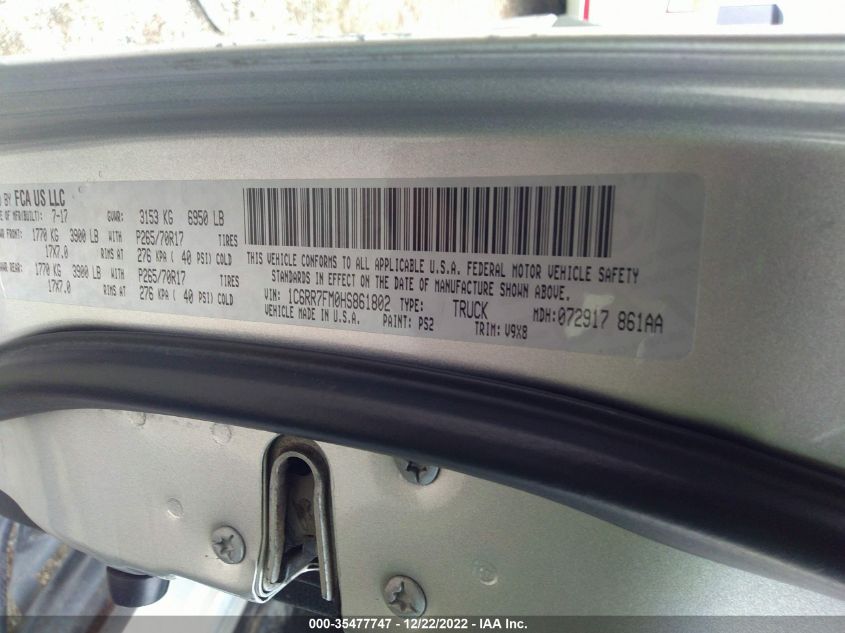 BY FCA US LLC
OF MFR(BUILT): 7-17 GVWR: 3153 KG 6950 LB
FRONT: 1770 KG 3900 LB WITH P265/70R17 TIRES
17X7.0 RIMS AT 276 KPA ( 40 PSI) COLD
REAR: 1770 KG 3900 LB WITH P265/70R17 TIRES
17X7.0 RIMS AT 276 KPA ( 40 PSI) COLD
THIS VEHICLE CONFORMS TO ALL APPLICABLE U.S.A. FEDERAL MOTOR VEHICLE SAFETY
STANDARDS IN EFFECT ON THE DATE OF MANUFACTURE SHOWN ABOVE.
VIN: 1C6RR7FM0HS861802 TYPE: TRUCK MDH:072917 861AA
VEHICLE MADE IN U.S.A. PAINT: PS2 TRIM: V9X8
000-35477747 - 12/22/2022 - IAA Inc.